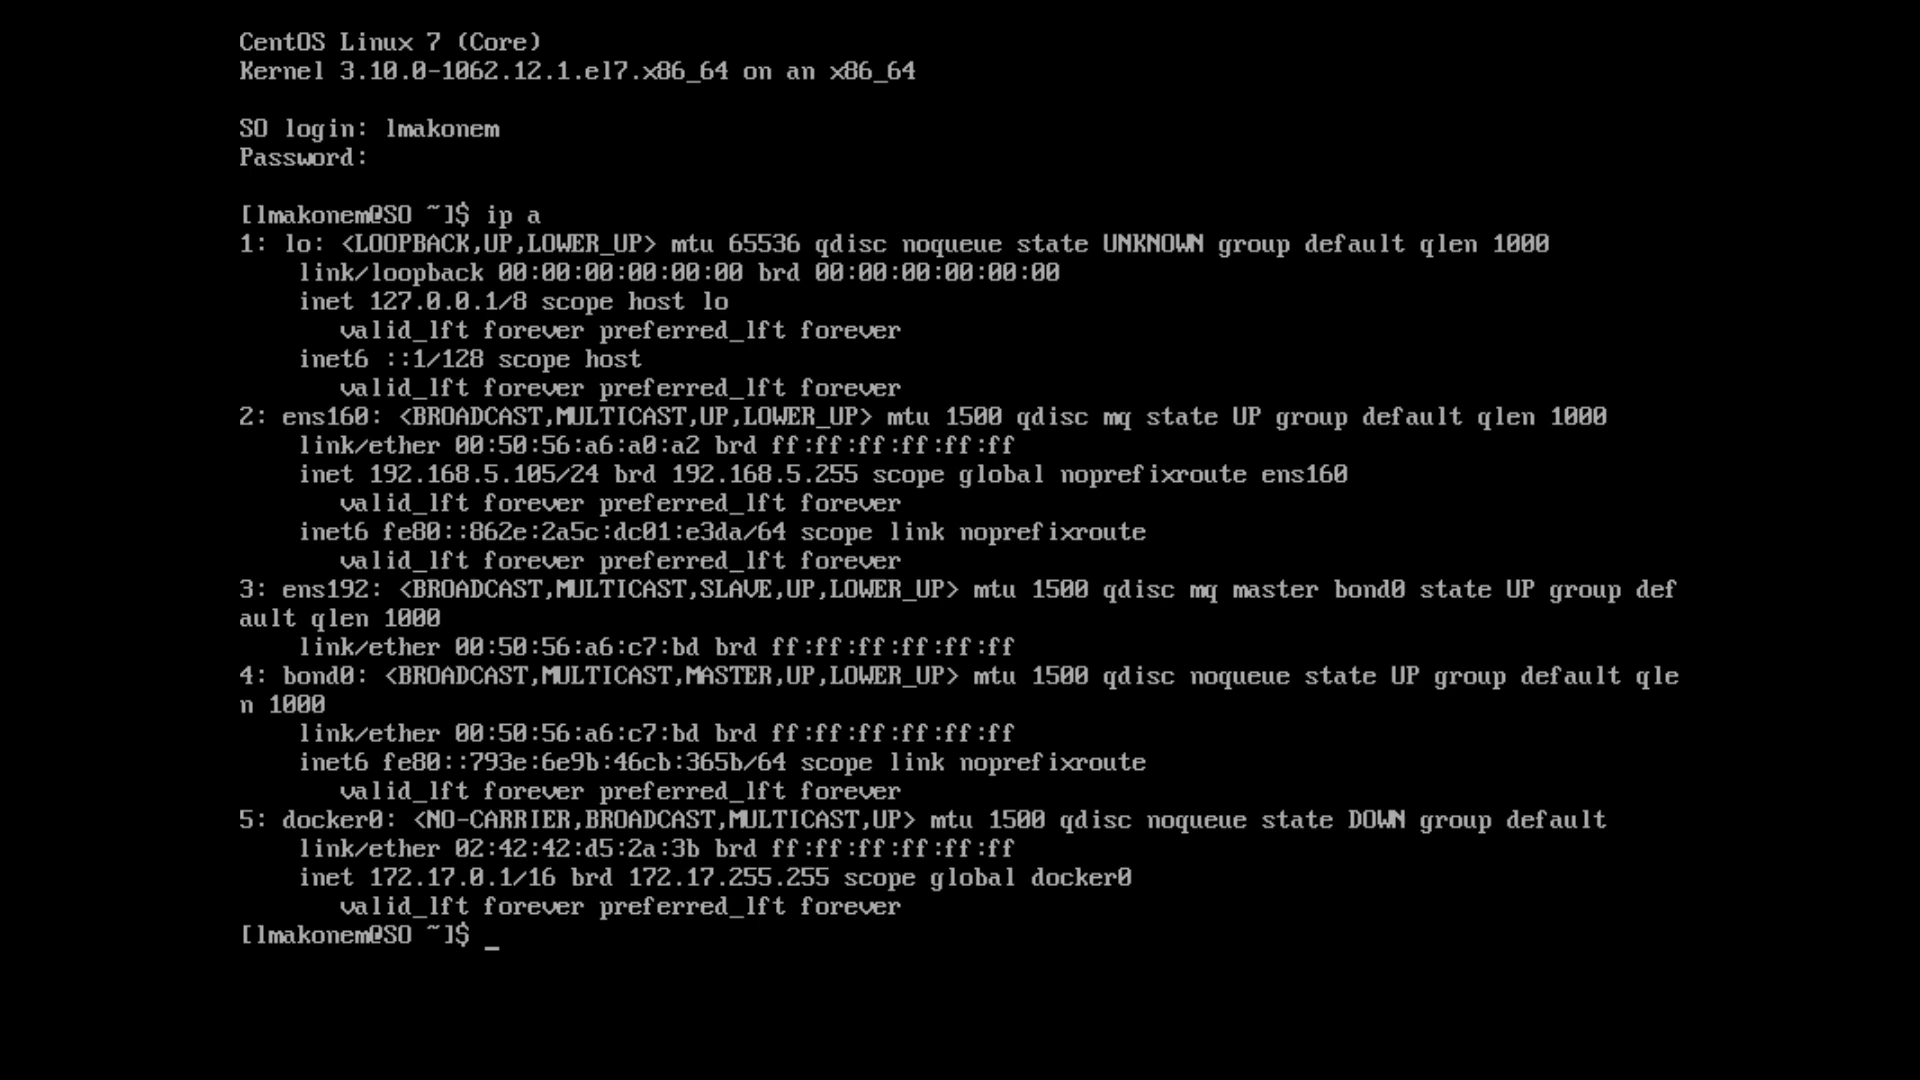 CentOS Linux 7 (Core)
Kernel 3.10.0-1062.12.1.el7.x86_64 on an x86_64
SO login: lmakonem
Password:
[lmakonem@SO ~]$ ip a
1: lo: <LOOPBACK,UP,LOWER_UP> mtu 65536 qdisc noqueue state UNKNOWN group default qlen 1000
    link/loopback 00:00:00:00:00:00 brd 00:00:00:00:00:00
    inet 127.0.0.1/8 scope host lo
       valid_lft forever preferred_lft forever
    inet6 ::1/128 scope host
       valid_lft forever preferred_lft forever
2: ens160: <BROADCAST,MULTICAST,UP,LOWER_UP> mtu 1500 qdisc mq state UP group default qlen 1000
    link/ether 00:50:56:a6:a0:a2 brd ff:ff:ff:ff:ff:ff
    inet 192.168.5.105/24 brd 192.168.5.255 scope global noprefixroute ens160
       valid_lft forever preferred_lft forever
    inet6 fe80::862e:2a5c:dc01:e3da/64 scope link noprefixroute
       valid_lft forever preferred_lft forever
3: ens192: <BROADCAST,MULTICAST,SLAVE,UP,LOWER_UP> mtu 1500 qdisc mq master bond0 state UP group def
ault qlen 1000
    link/ether 00:50:56:a6:c7:bd brd ff:ff:ff:ff:ff:ff
4: bond0: <BROADCAST,MULTICAST,MASTER,UP,LOWER_UP> mtu 1500 qdisc noqueue state UP group default qle
n 1000
    link/ether 00:50:56:a6:c7:bd brd ff:ff:ff:ff:ff:ff
    inet6 fe80::793e:6e9b:46cb:365b/64 scope link noprefixroute
       valid_lft forever preferred_lft forever
5: docker0: <NO-CARRIER,BROADCAST,MULTICAST,UP> mtu 1500 qdisc noqueue state DOWN group default
    link/ether 02:42:42:d5:2a:3b brd ff:ff:ff:ff:ff:ff
    inet 172.17.0.1/16 brd 172.17.255.255 scope global docker0
       valid_lft forever preferred_lft forever
[lmakonem@SO ~]$ _